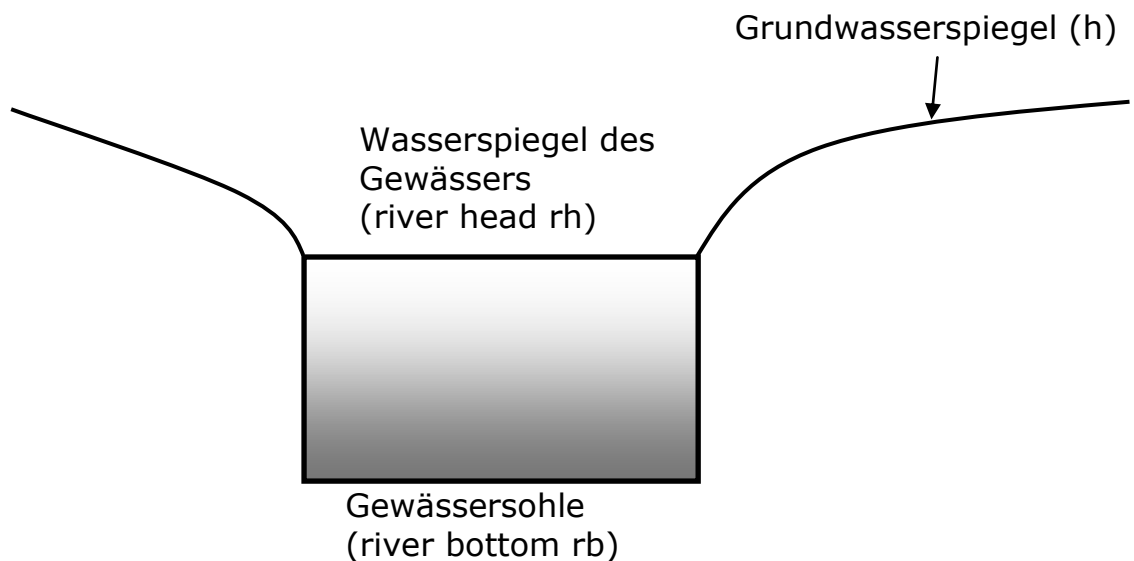 Grundwasserspiegel (h)
Wasserspiegel des
Gewässers
(river head rh)
Gewässersohle
(river bottom rb)